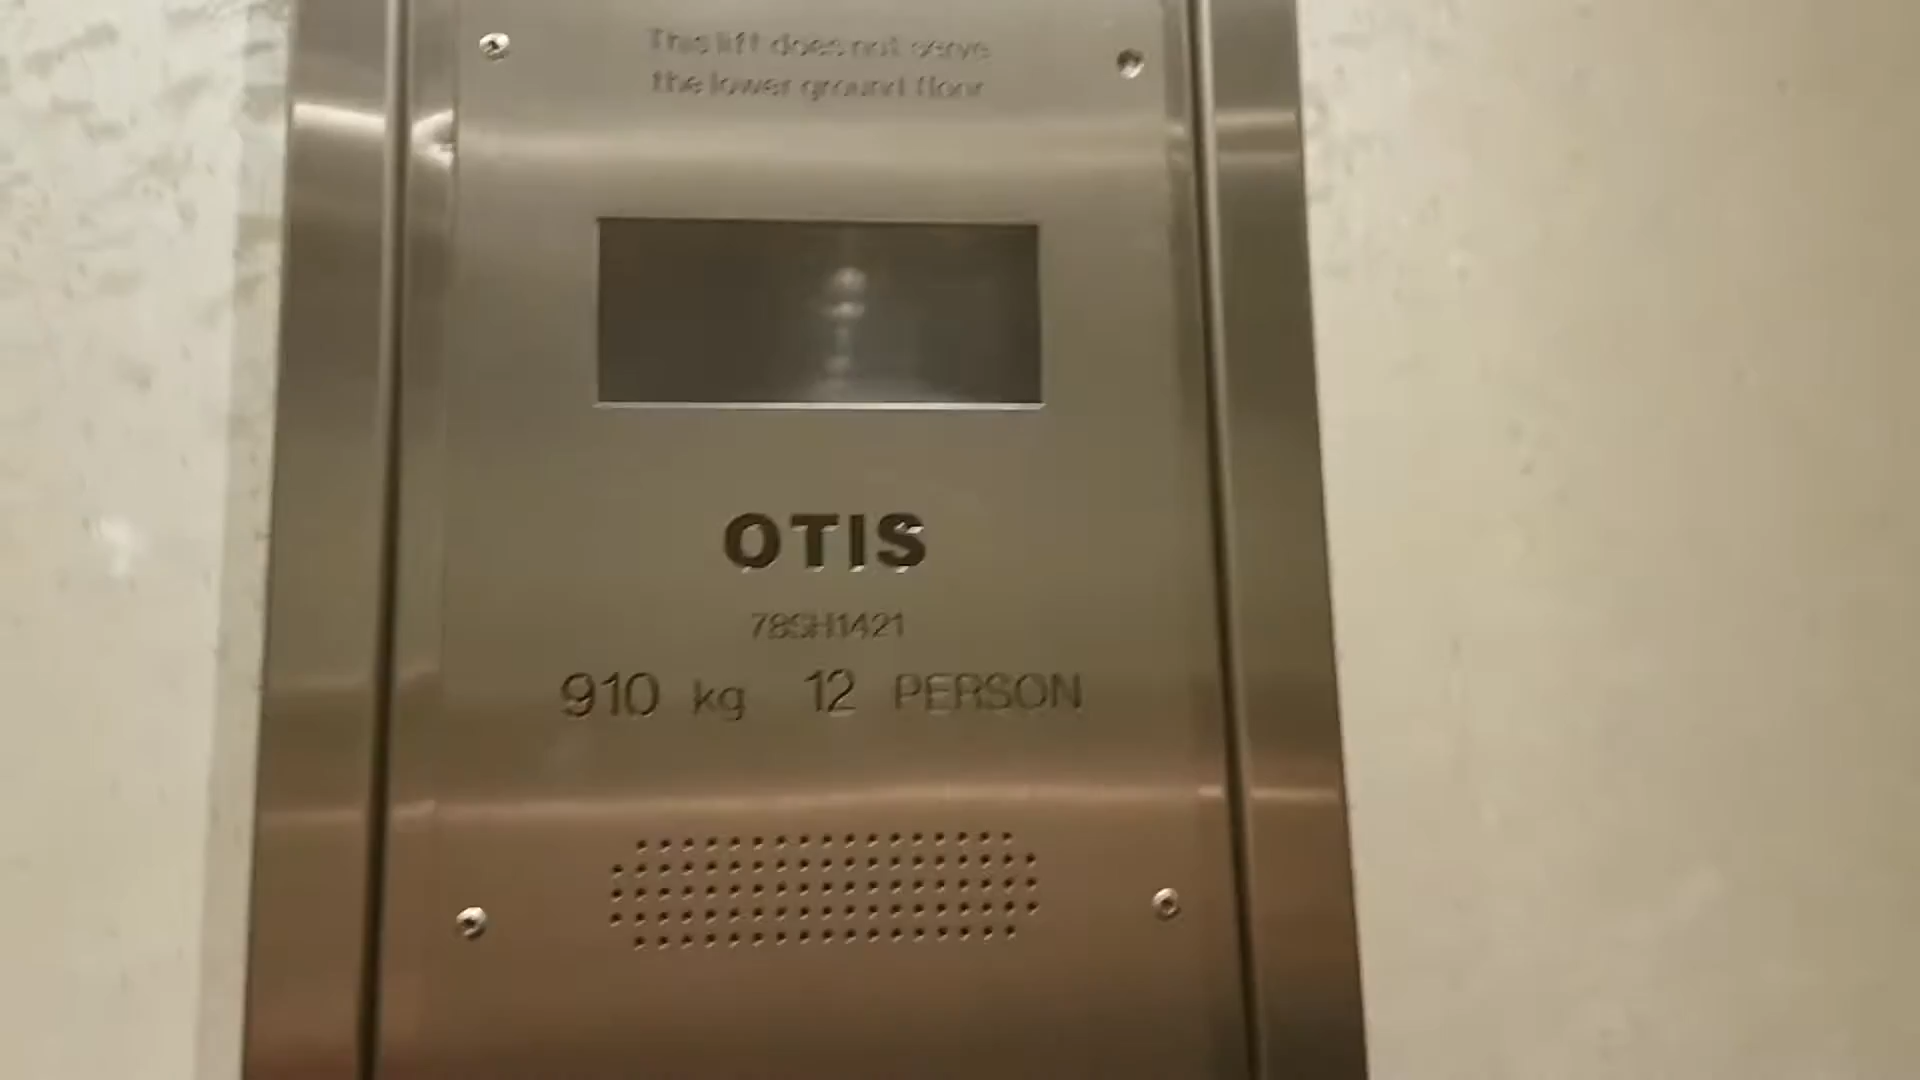 This lift does not serve
the lower ground floor
OTIS
78SH1421
910 kg 12 PERSON